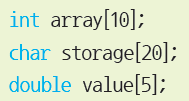 int array[10];
char storage[20];
double value[5];